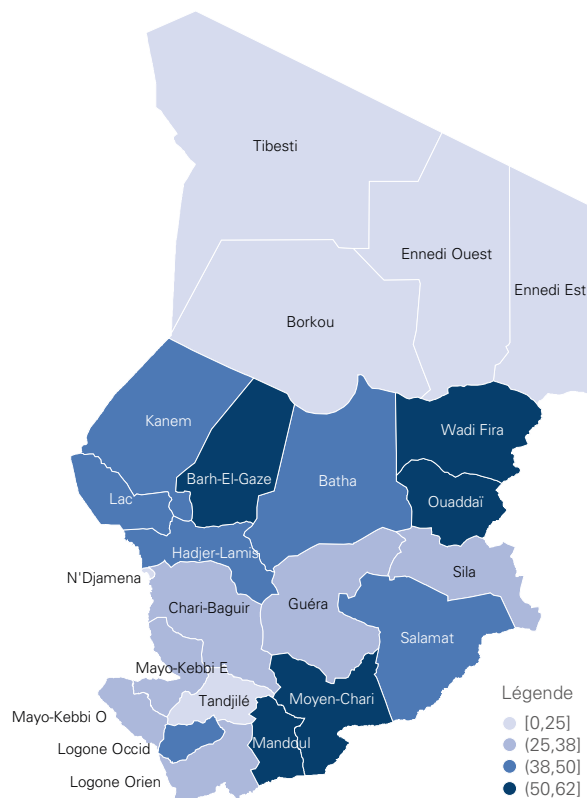 Tibesti
Ennedi Ouest
Ennedi Est
Borkou
Kanem
Wadi Fira
Barh-El-Gaze
Batha
Lac
Ouaddaï
Hadjer-Lamis
N'Djamena
Sila
Chari-Baguir
Guéra
Salamat
Mayo-Kebbi E
Tandjilé
Moyen-Chari
Mayo-Kebbi O
Manddul
Logone Occid
Logone Orien
Légende
[0,25]
(25,38]
(38,50]
(50,62]